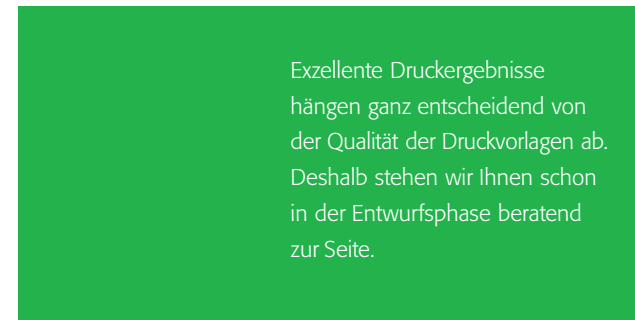 Exzellente Druckergebnisse
hängen ganz entscheidend von
der Qualität der Druckvorlagen ab.
Deshalb stehen wir Ihnen schon
in der Entwurfsphase beratend
zur Seite.